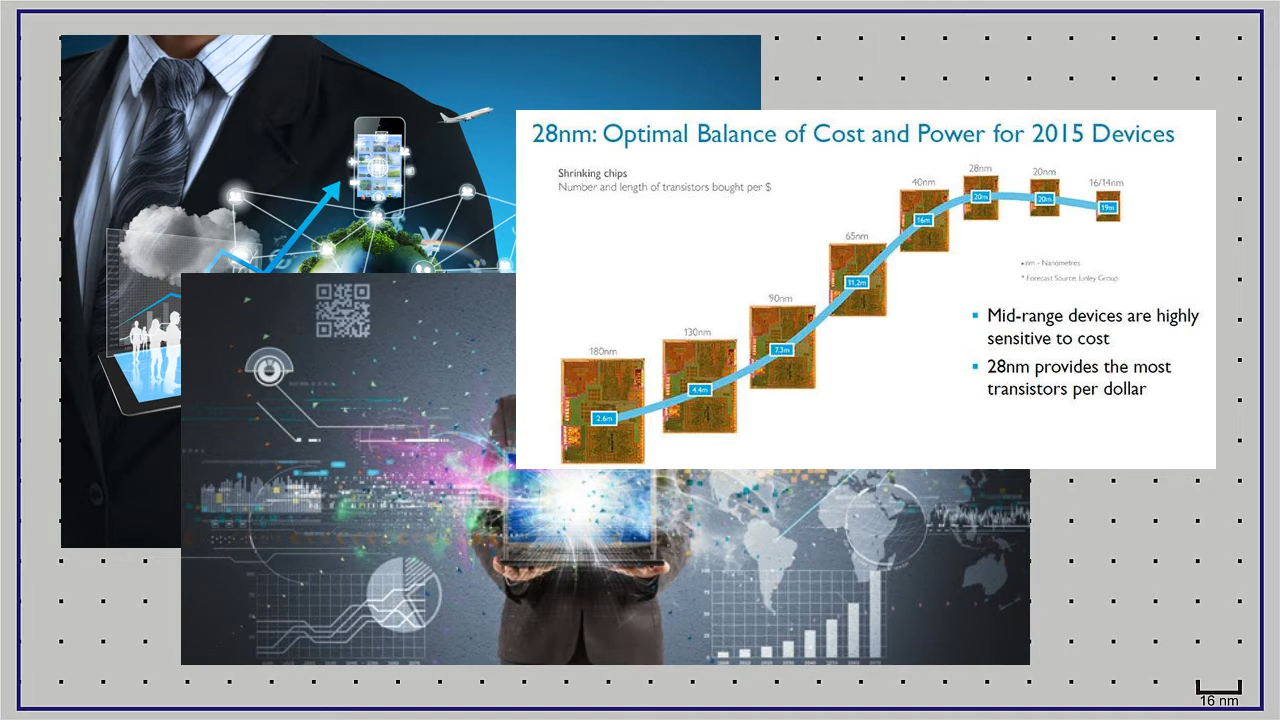 28nm: Optimal Balance of Cost and Power for 2015 Devices
Shrinking chips
Number and length of transistors bought per $
180nm
2.6m
130nm
4.4m
90nm
7.3m
65nm
11.2m
40nm
16m
28nm
20m
20nm
20m
16/14nm
19m
• nm - Nanometres
* Forecast Source: Linley Group
Mid-range devices are highly
sensitive to cost
28nm provides the most
transistors per dollar
16 nm